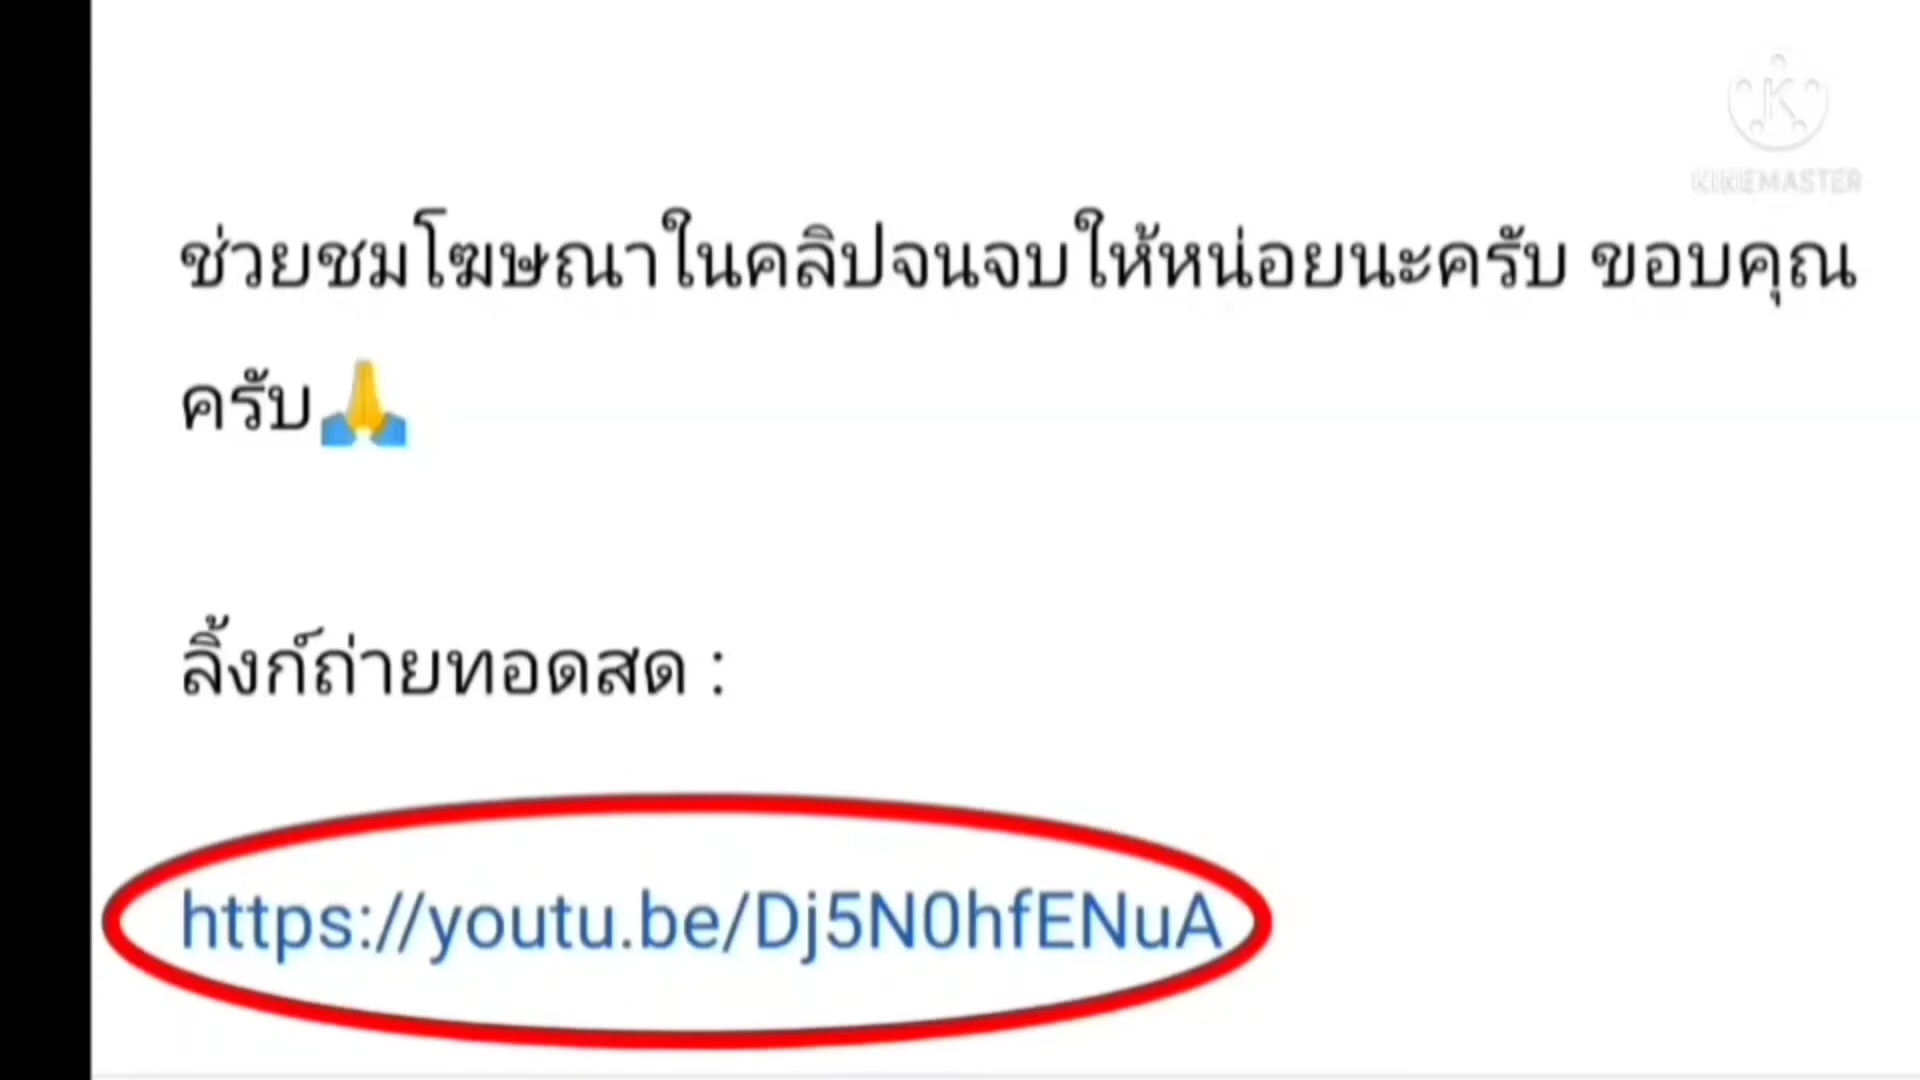 KINEMASTER
ช่วยชมโฆษณาในคลิปจนจบให้หน่อยนะครับ ขอบคุณ
ครับ🙏
ลิ้งก์ถ่ายทอดสด :
https://youtu.be/Dj5N0hfENuA